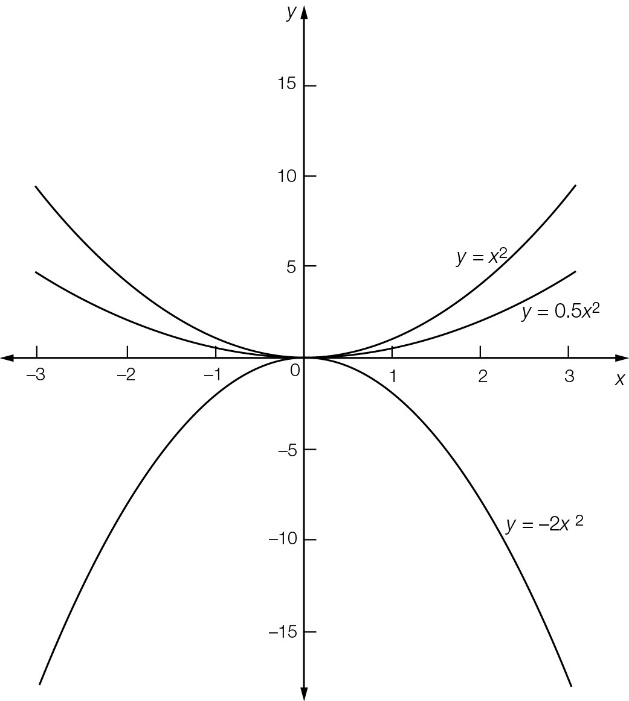 y
15
10
y = x²
5
y = 0.5x²
–3 –2 –1 0 1 2 3 x
–5
y = –2x ²
–10
–15